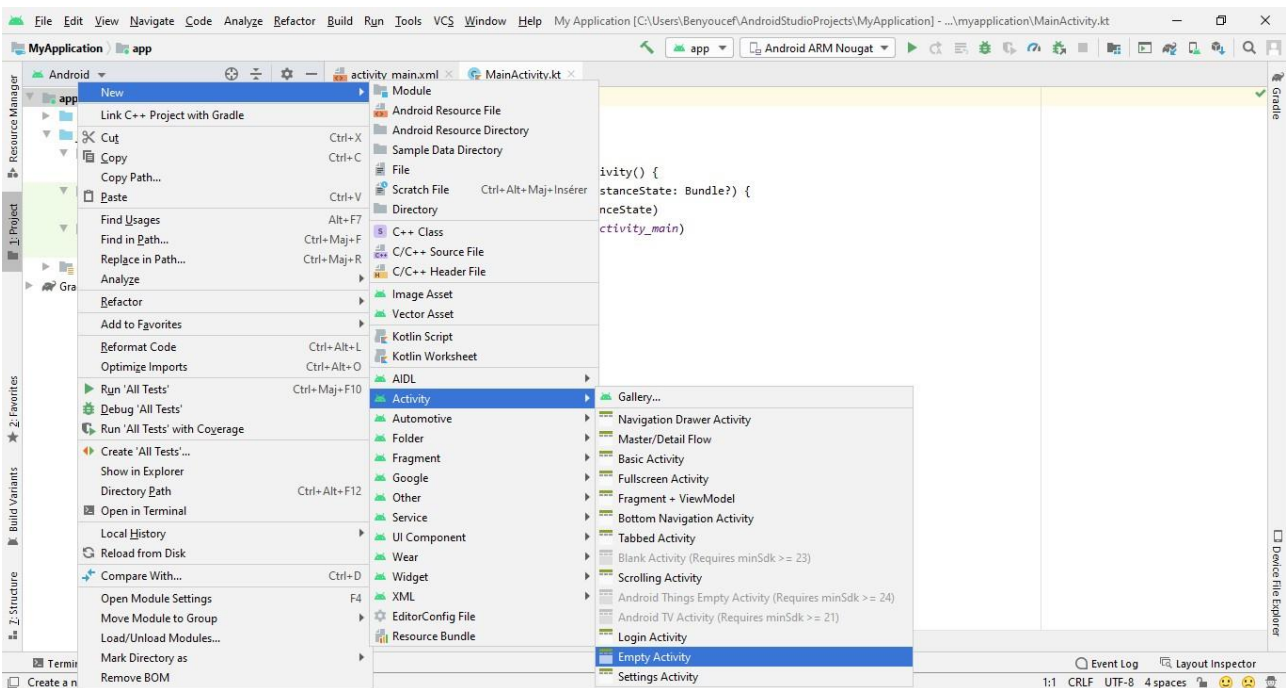 File Edit View Navigate Code Analyze Refactor Build Run Tools VCS Window Help My Application [C:\Users\Benyoucef\AndroidStudioProjects\MyApplication] - ...\myapplication\MainActivity.kt
MyApplication app
app Android ARM Nougat
Android
activity_main.xml MainActivity.kt
app
Gra
New
Link C++ Project with Gradle
Cut Ctrl+X
Copy Ctrl+C
Copy Path...
Paste Ctrl+V
Find Usages Alt+F7
Find in Path... Ctrl+Maj+F
Replace in Path... Ctrl+Maj+R
Analyze
Refactor
Add to Favorites
Reformat Code Ctrl+Alt+L
Optimize Imports Ctrl+Alt+O
Run 'All Tests' Ctrl+Maj+F10
Debug 'All Tests'
Run 'All Tests' with Coverage
Create 'All Tests'...
Show in Explorer
Directory Path Ctrl+Alt+F12
Open in Terminal
Local History
Reload from Disk
Compare With... Ctrl+D
Open Module Settings F4
Move Module to Group
Load/Unload Modules...
Mark Directory as
Remove BOM
Module
Android Resource File
Android Resource Directory
Sample Data Directory
File
Scratch File Ctrl+Alt+Maj+Insérer
Directory
C++ Class
C/C++ Source File
C/C++ Header File
Image Asset
Vector Asset
Kotlin Script
Kotlin Worksheet
AIDL
Activity
Automotive
Folder
Fragment
Google
Other
Service
UI Component
Wear
Widget
XML
EditorConfig File
Resource Bundle
ivity() {
stanceState: Bundle?) {
nceState)
ctivity_main)
Gallery...
Navigation Drawer Activity
Master/Detail Flow
Basic Activity
Fullscreen Activity
Fragment + ViewModel
Bottom Navigation Activity
Tabbed Activity
Blank Activity (Requires minSdk >= 23)
Scrolling Activity
Android Things Empty Activity (Requires minSdk >= 24)
Android TV Activity (Requires minSdk >= 21)
Login Activity
Empty Activity
Settings Activity
Resource Manager
1: Project
2: Favorites
Build Variants
7: Structure
Gradle
Device File Explorer
Termin
Event Log Layout Inspector
Create a n
1:1 CRLF UTF-8 4 spaces